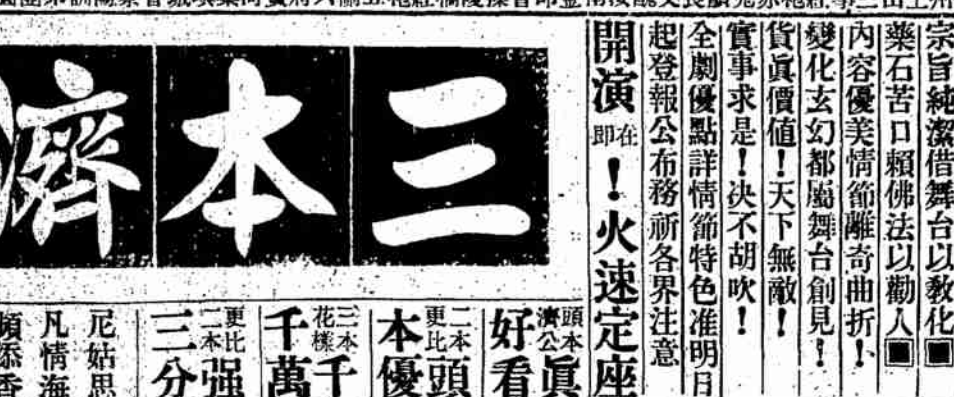 宗旨純潔借舞台以敎化
藥石苦口賴佛法以勸人
內容優美情節離奇曲折！
變化玄幻都屬舞台創見！
貨眞價值！天下無敵！
實事求是！决不胡吹！
全劇優點詳情節特色准明日
起登報公布務祈各界注意
開演即在！火速定座
三本濟
頭本濟公眞好看
二本更比頭本優
三本花樣千千萬
更比二本强三分
尼姑思
凡情海
頻添香